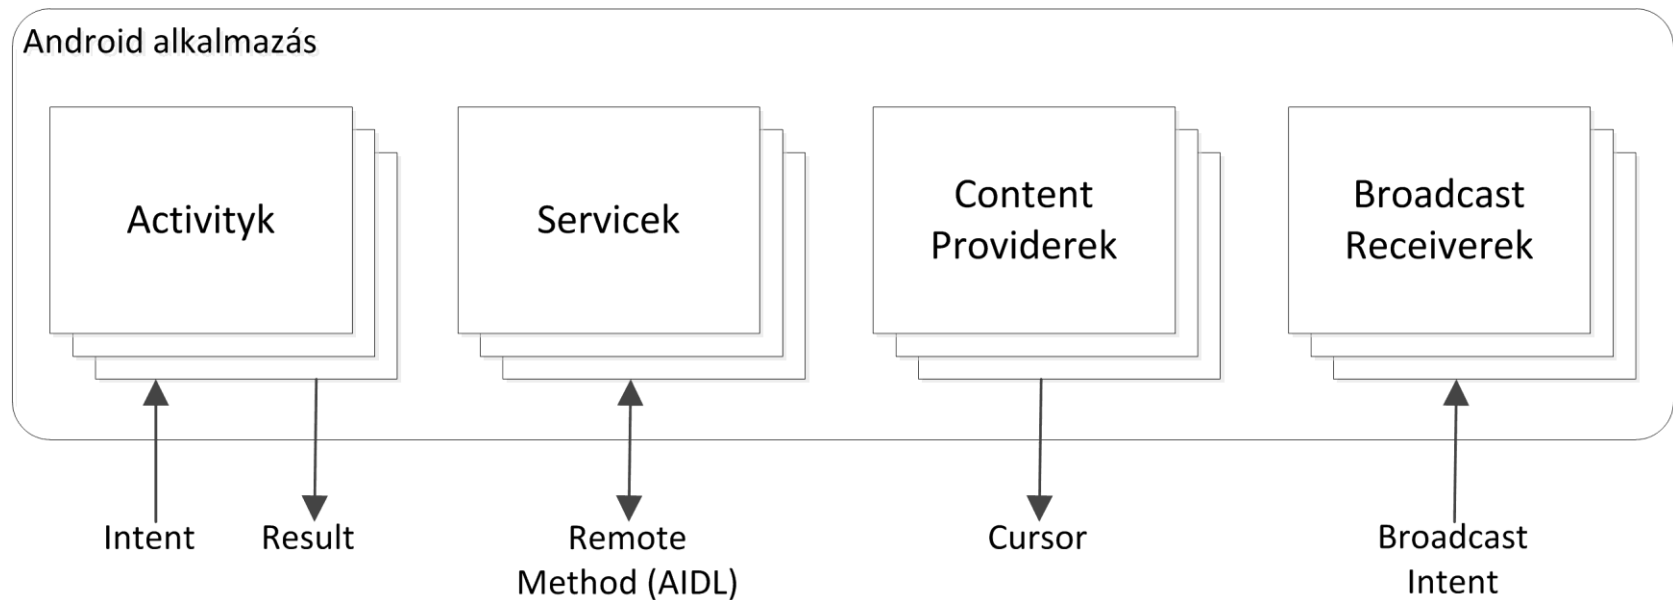 Android alkalmazás
Activityk
Servicek
Content
Providerek
Broadcast
Receiverek
Intent
Result
Remote
Method (AIDL)
Cursor
Broadcast
Intent